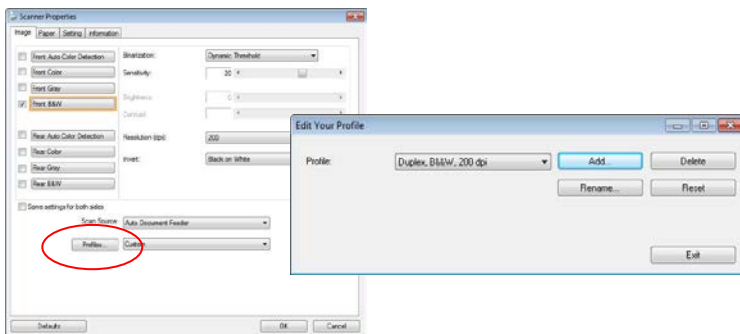 Scanner Properties
Image Paper Setting Information
Front Auto Color Detection Binarization: Dynamic Threshold
Front Color Sensitivity: 20
Front Gray
Front B&W Brightness: 0
Contrast:
Rear Auto Color Detection Resolution (dpi): 200
Rear Color
Rear Gray Invert: Black on White
Rear B&W
Same settings for both sides
Scan Source: Auto Document Feeder
Profiles... Custom
Defaults OK Cancel
Edit Your Profile
Profile: Duplex, B&W, 200 dpi Add... Delete
Rename... Reset
Exit